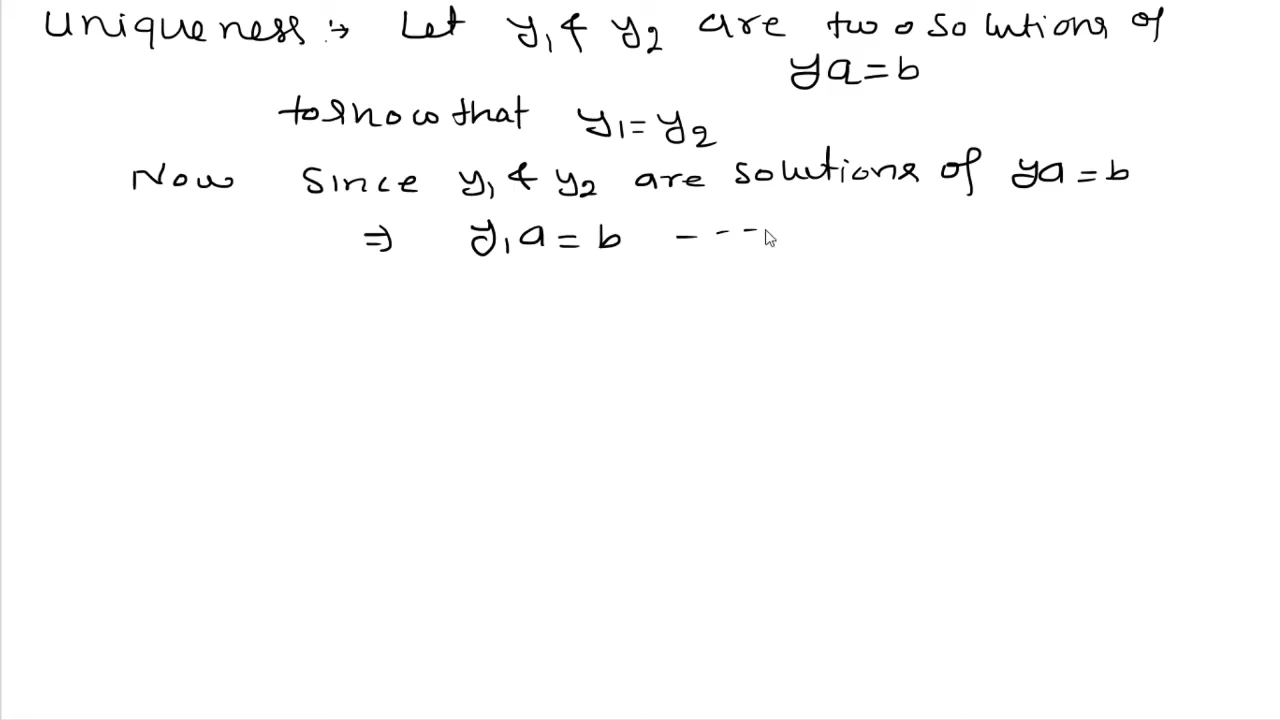 Uniqueness :→ Let y₁ & y₂ are two solutions of
ya = b
to show that y₁ = y₂
Now Since y₁ & y₂ are solutions of ya = b
⇒ y₁a = b - - -